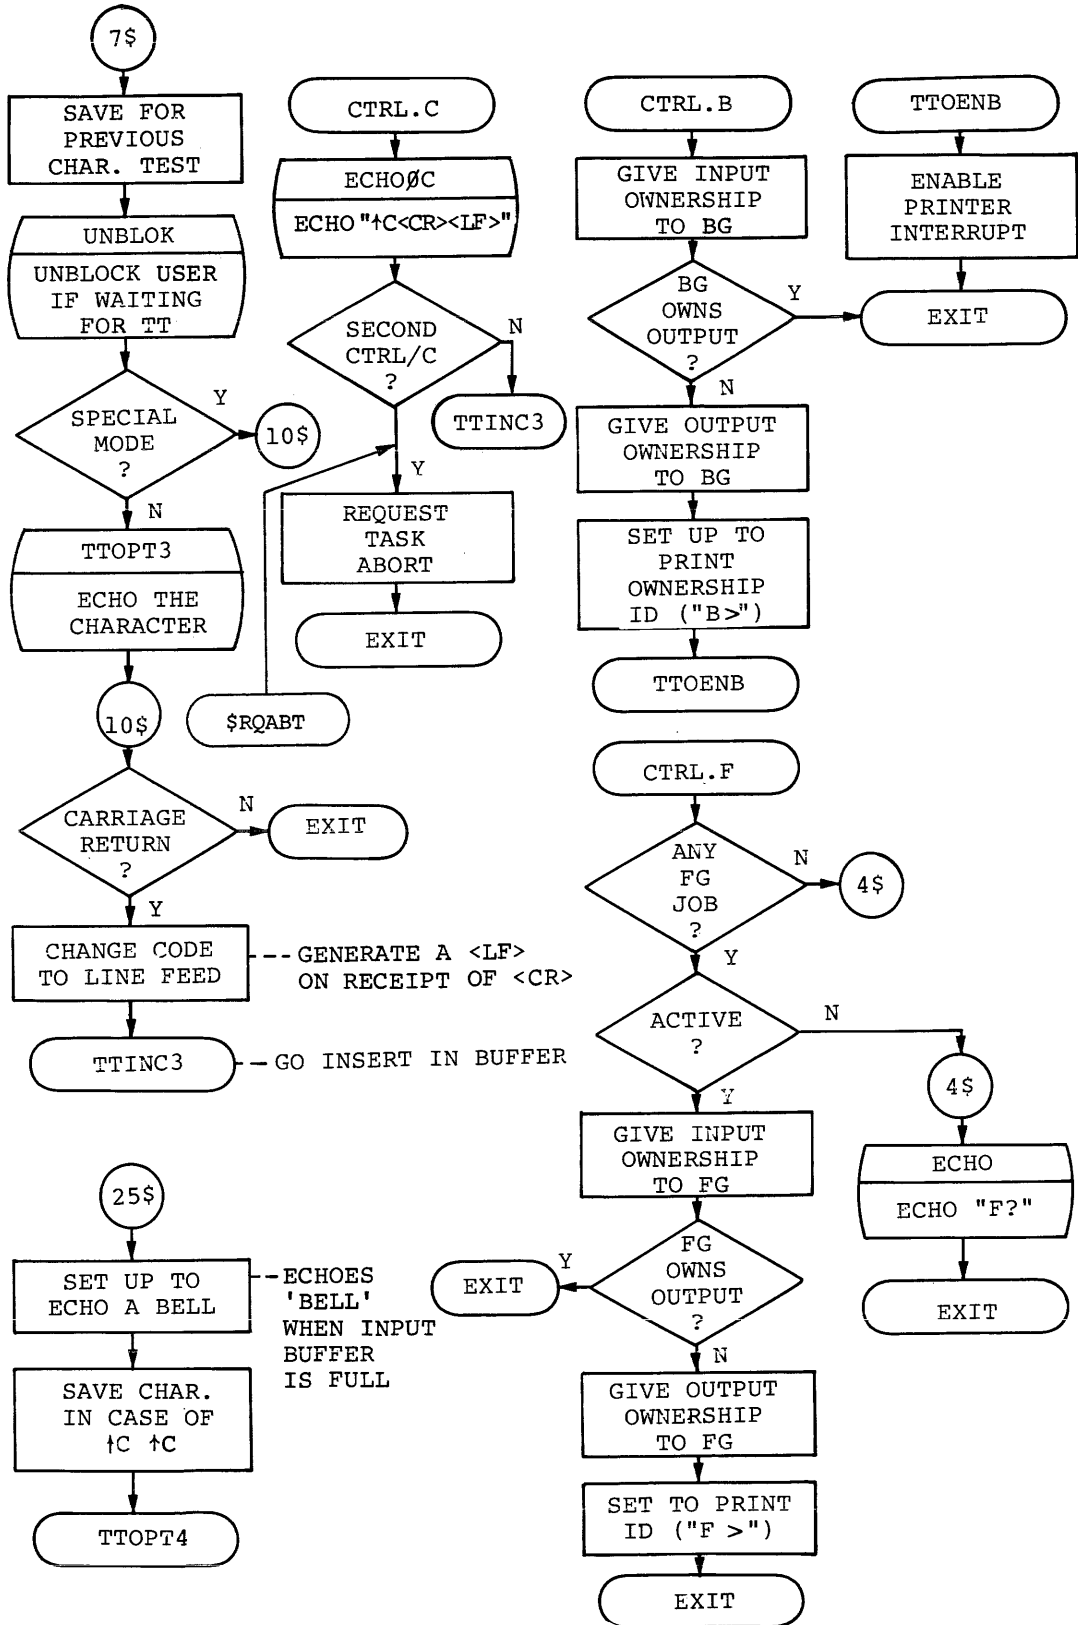 7$
SAVE FOR
PREVIOUS
CHAR. TEST
UNBLOK
UNBLOCK USER
IF WAITING
FOR TT
SPECIAL
MODE
?
Y
10$
N
TTOPT3
ECHO THE
CHARACTER
10$
CARRIAGE
RETURN
?
N
EXIT
Y
CHANGE CODE
TO LINE FEED
--- GENERATE A <LF>
ON RECEIPT OF <CR>
TTINC3
-- GO INSERT IN BUFFER
25$
SET UP TO
ECHO A BELL
--ECHOES
'BELL'
WHEN INPUT
BUFFER
IS FULL
SAVE CHAR.
IN CASE OF
↑C ↑C
TTOPT4
CTRL.C
ECHOØC
ECHO "↑C<CR><LF>"
SECOND
CTRL/C
?
N
TTINC3
Y
REQUEST
TASK
ABORT
EXIT
$RQABT
CTRL.B
GIVE INPUT
OWNERSHIP
TO BG
BG
OWNS
OUTPUT
?
Y
N
GIVE OUTPUT
OWNERSHIP
TO BG
SET UP TO
PRINT
OWNERSHIP
ID ("B>")
TTOENB
TTOENB
ENABLE
PRINTER
INTERRUPT
EXIT
CTRL.F
ANY
FG
JOB
?
N
4$
Y
ACTIVE
?
N
4$
ECHO
ECHO "F?"
EXIT
Y
GIVE INPUT
OWNERSHIP
TO FG
FG
OWNS
OUTPUT
?
Y
EXIT
N
GIVE OUTPUT
OWNERSHIP
TO FG
SET TO PRINT
ID ("F >")
EXIT